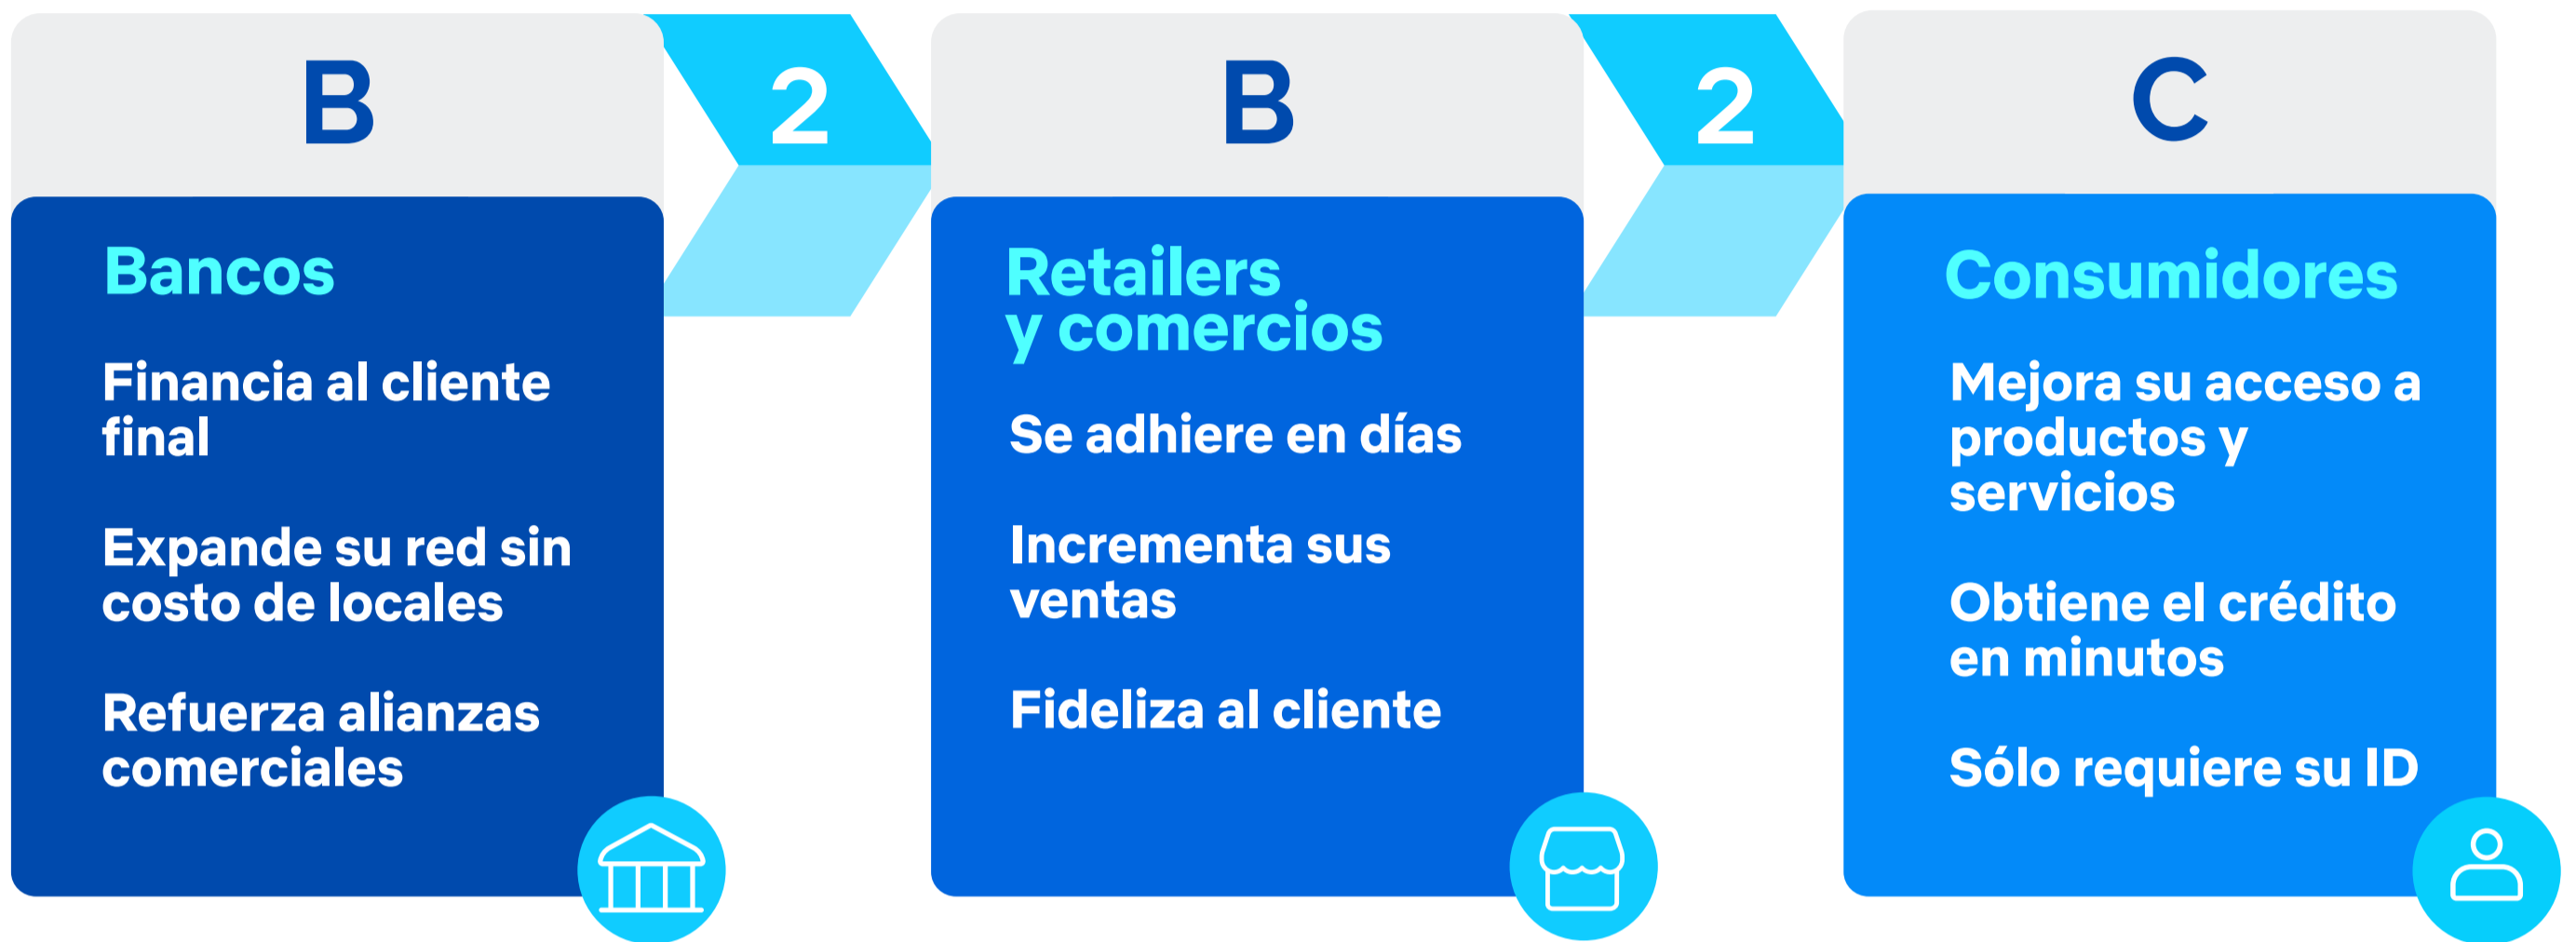 B
2
B
2
C
Bancos
Financia al cliente
final
Expande su red sin
costo de locales
Refuerza alianzas
comerciales
Retailers
y comercios
Se adhiere en días
Incrementa sus
ventas
Fideliza al cliente
Consumidores
Mejora su acceso a
productos y
servicios
Obtiene el crédito
en minutos
Sólo requiere su ID